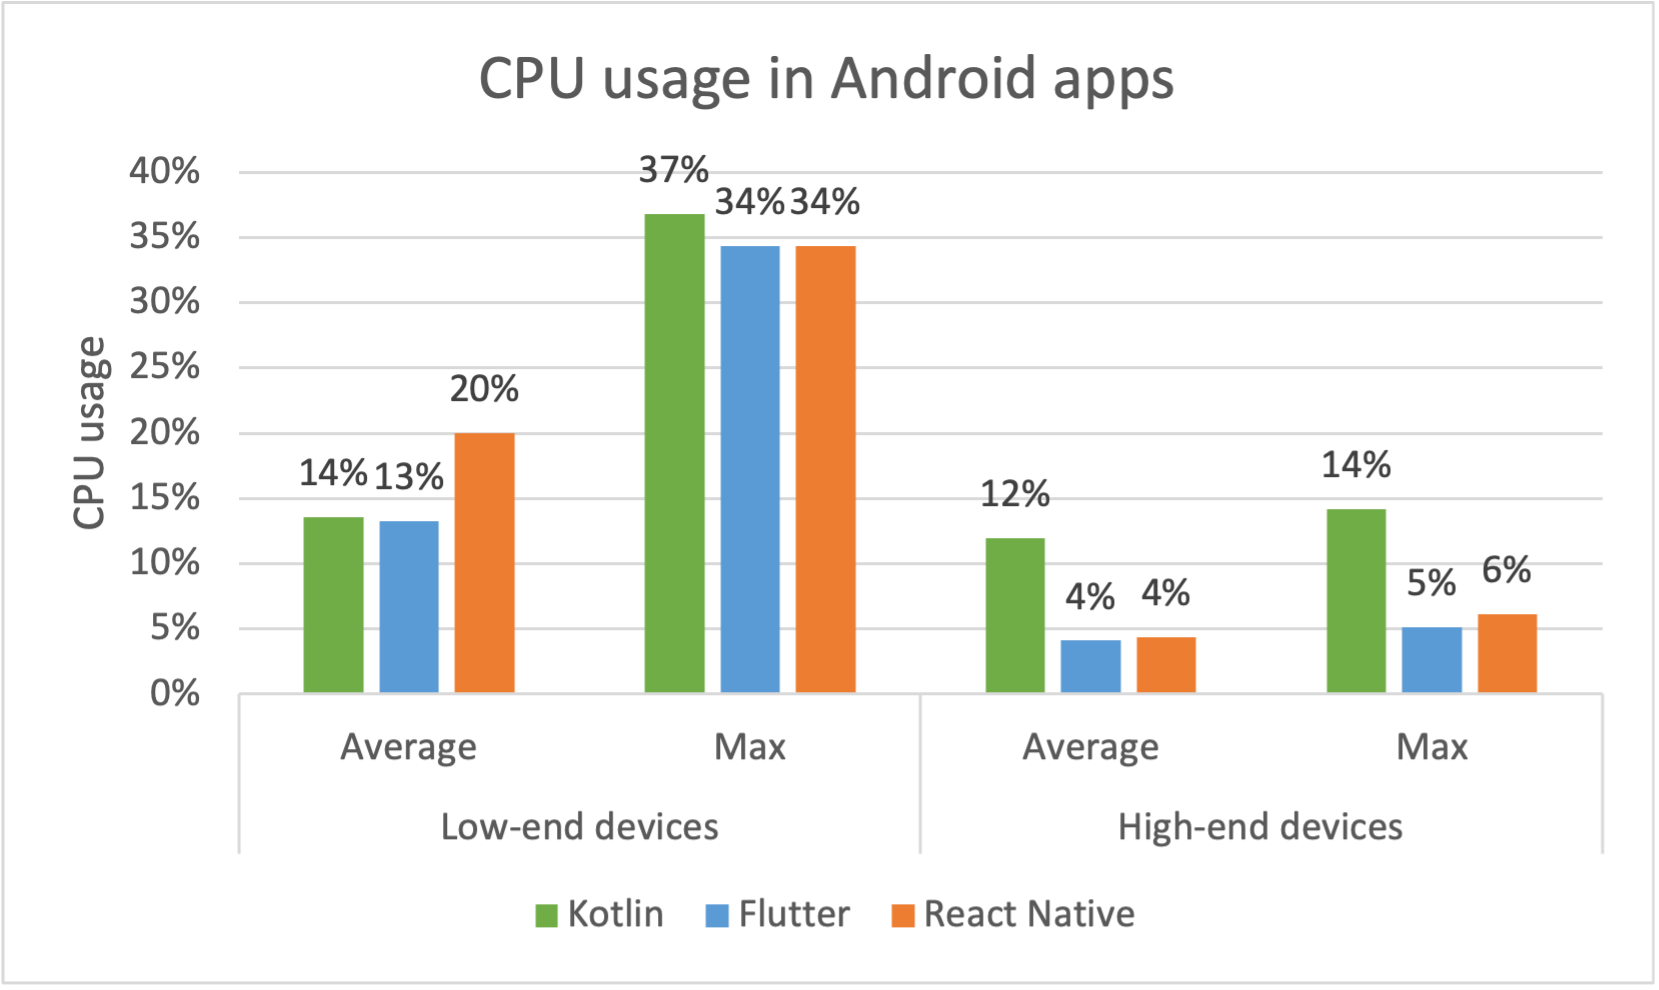 CPU usage in Android apps
40%
35%
30%
25%
20%
15%
10%
5%
0%
CPU usage
14% 13% 20%
37% 34% 34%
12% 4% 4%
14% 5% 6%
Average Max Average Max
Low-end devices High-end devices
Kotlin Flutter React Native